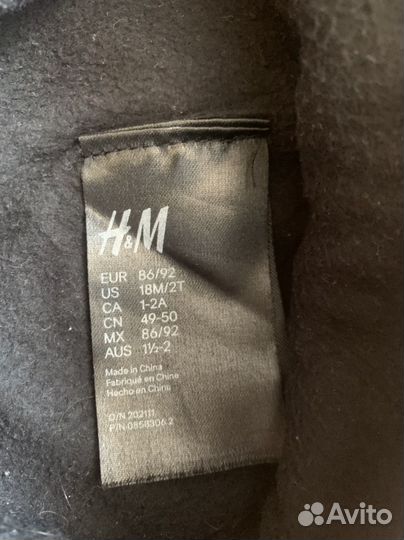 H&M
EUR 86/92
US 18M/2T
CA 1-2A
CN 49-50
MX 86/92
AUS 1½-2
Made in China
Fabriqué en Chine
Hecho en China
O/N 202111
P/N 0858306.2
Avito